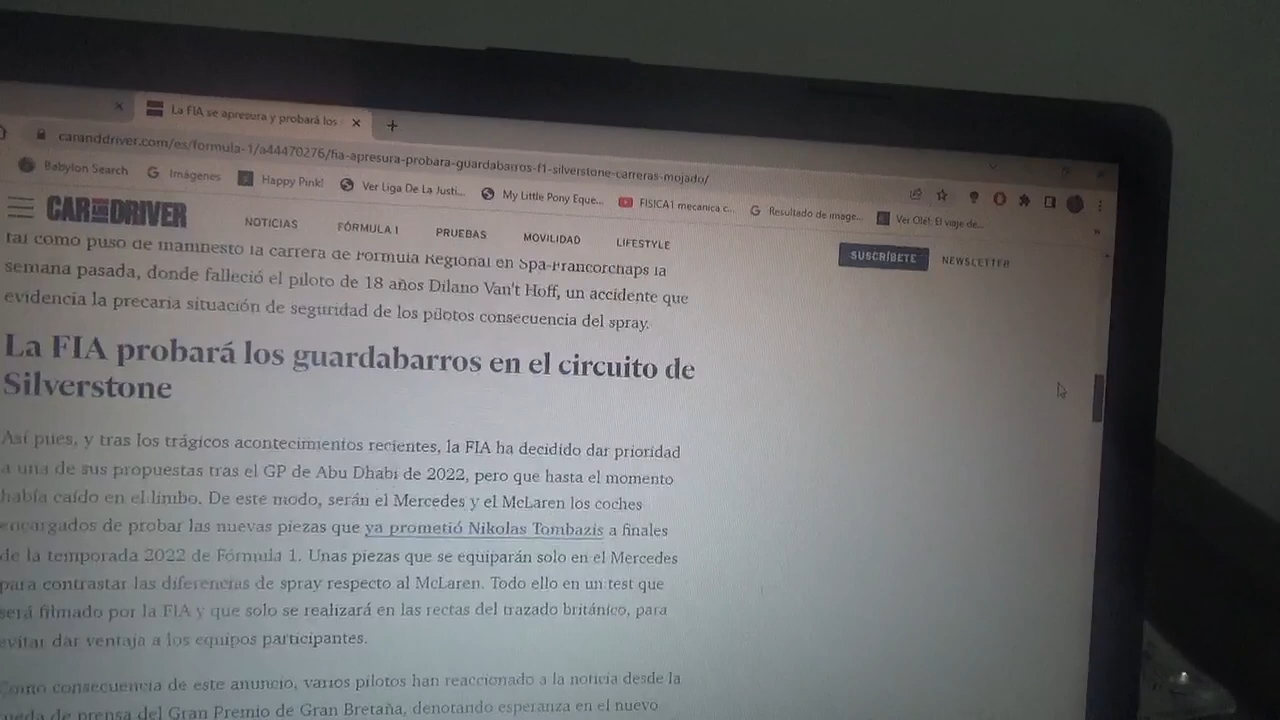 La FIA se apresura y probará los
caranddriver.com/es/formula-1/a44470276/fia-apresura-probara-guardabarros-f1-silverstone-carreras-mojado/
Babylon Search Imágenes Happy Pink! Ver Liga De La Justi... My Little Pony Eque... FISICA I mecanica c... Resultado de image... Ver Olé!: El viaje de...
CAR AND DRIVER NOTICIAS FÓRMULA 1 PRUEBAS MOVILIDAD LIFESTYLE SUSCRÍBETE NEWSLETTER
tal como puso de manifiesto la carrera de Fórmula Regional en Spa-Francorchaps la
semana pasada, donde falleció el piloto de 18 años Dilano Van't Hoff, un accidente que
evidencia la precaria situación de seguridad de los pilotos consecuencia del spray.
La FIA probará los guardabarros en el circuito de
Silverstone
Así pues, y tras los trágicos acontecimientos recientes, la FIA ha decidido dar prioridad
a una de sus propuestas tras el GP de Abu Dhabi de 2022, pero que hasta el momento
había caído en el limbo. De este modo, serán el Mercedes y el McLaren los coches
encargados de probar las nuevas piezas que ya prometió Nikolas Tombazis a finales
de la temporada 2022 de Fórmula 1. Unas piezas que se equiparán solo en el Mercedes
para contrastar las diferencias de spray respecto al McLaren. Todo ello en un test que
será filmado por la FIA y que solo se realizará en las rectas del trazado británico, para
evitar dar ventaja a los equipos participantes.
Como consecuencia de este anuncio, varios pilotos han reaccionado a la noticia desde la
rueda de prensa del Gran Premio de Gran Bretaña, denotando esperanza en el nuevo